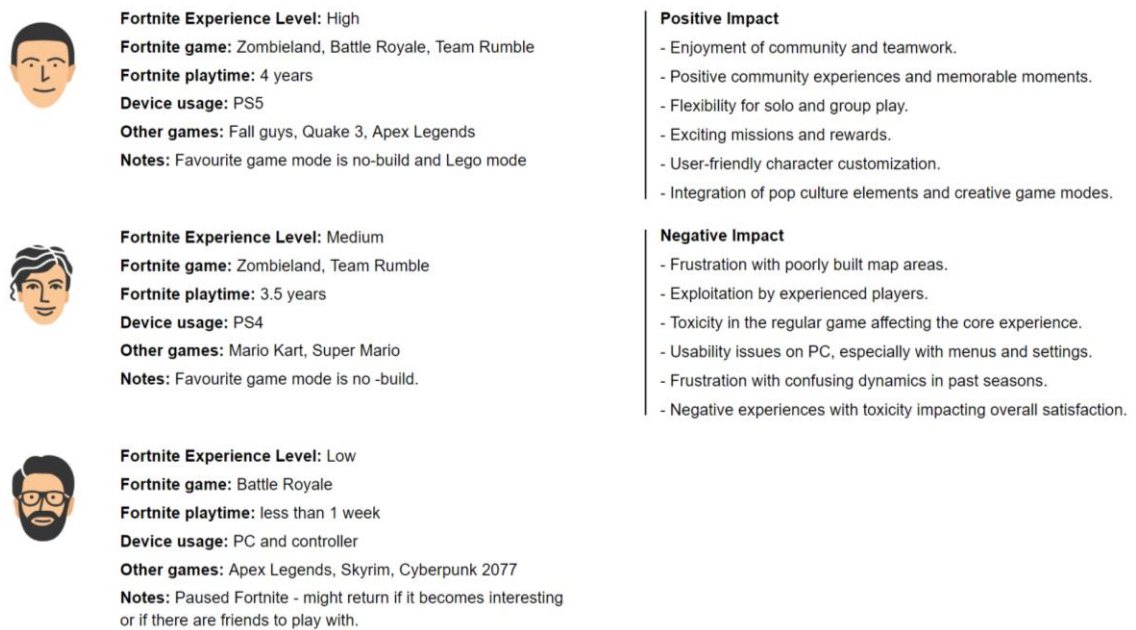 Fortnite Experience Level: High
Fortnite game: Zombieland, Battle Royale, Team Rumble
Fortnite playtime: 4 years
Device usage: PS5
Other games: Fall guys, Quake 3, Apex Legends
Notes: Favourite game mode is no-build and Lego mode
Fortnite Experience Level: Medium
Fortnite game: Zombieland, Team Rumble
Fortnite playtime: 3.5 years
Device usage: PS4
Other games: Mario Kart, Super Mario
Notes: Favourite game mode is no -build.
Fortnite Experience Level: Low
Fortnite game: Battle Royale
Fortnite playtime: less than 1 week
Device usage: PC and controller
Other games: Apex Legends, Skyrim, Cyberpunk 2077
Notes: Paused Fortnite - might return if it becomes interesting
or if there are friends to play with.
Positive Impact
- Enjoyment of community and teamwork.
- Positive community experiences and memorable moments.
- Flexibility for solo and group play.
- Exciting missions and rewards.
- User-friendly character customization.
- Integration of pop culture elements and creative game modes.
Negative Impact
- Frustration with poorly built map areas.
- Exploitation by experienced players.
- Toxicity in the regular game affecting the core experience.
- Usability issues on PC, especially with menus and settings.
- Frustration with confusing dynamics in past seasons.
- Negative experiences with toxicity impacting overall satisfaction.